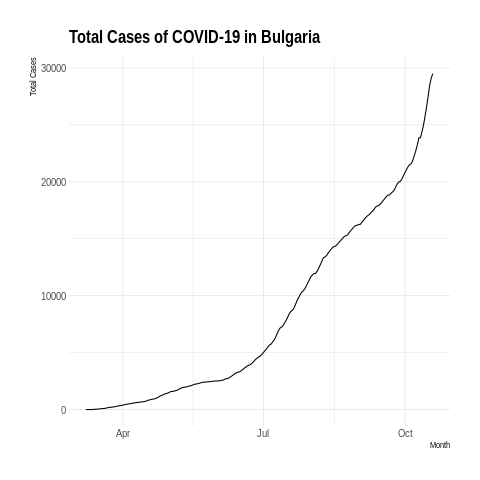 Total Cases of COVID-19 in Bulgaria
Total Cases
30000
20000
10000
0
Apr
Jul
Oct
Month